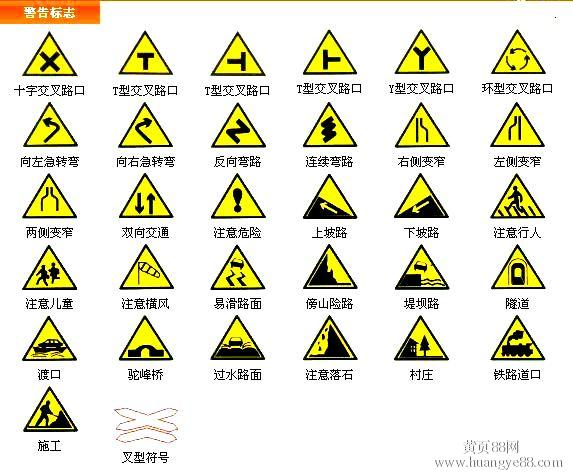 警告标志
十字交叉路口 T型交叉路口 T型交叉路口 T型交叉路口 Y型交叉路口 环型交叉路口
向左急转弯 向右急转弯 反向弯路 连续弯路 右侧变窄 左侧变窄
两侧变窄 双向交通 注意危险 上坡路 下坡路 注意行人
注意儿童 注意横风 易滑路面 傍山险路 堤坝路 隧道
渡口 驼峰桥 过水路面 注意落石 村庄 铁路道口
施工 叉型符号
黄页88网
www.huangye88.com